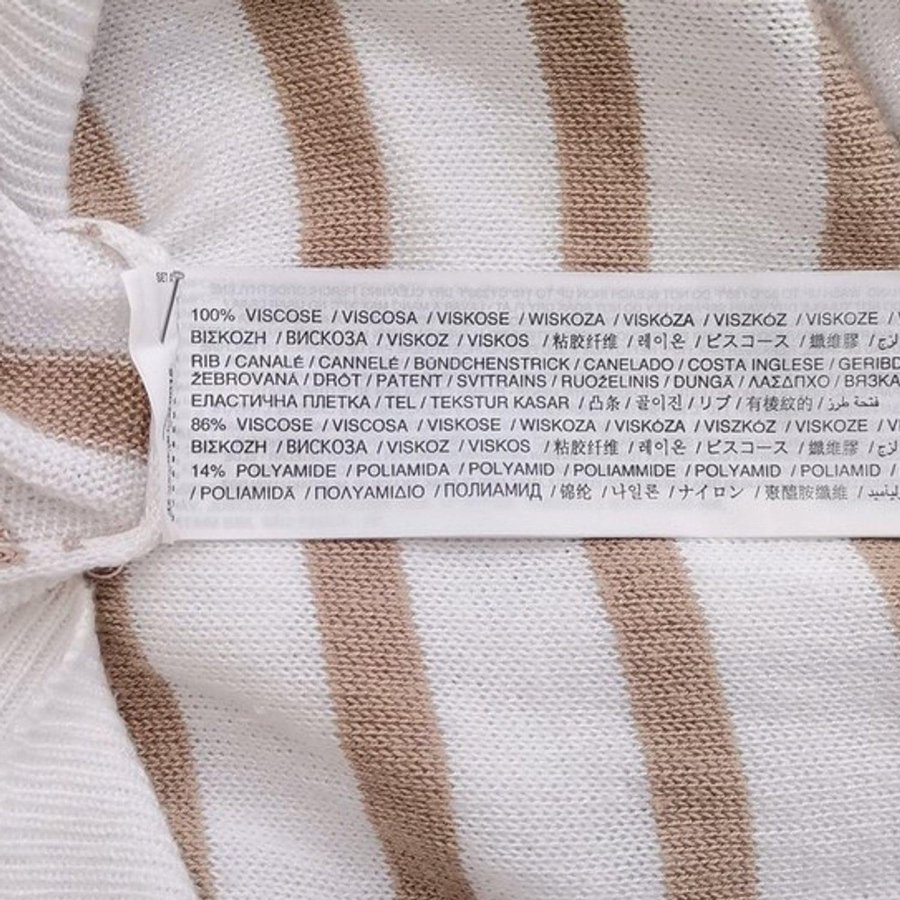 100% VISCOSE / VISCOSA / VISKOSE / WISKOZA / VISKÓZA / VISZKÓZ / VISKOZE /
ΒΙΣΚΟΖΗ / ВИСКОЗА / VISKOZ / VISKOS / 粘胶纤维 / 레이온 / ビスコース / 纖維膠 /
RIB / CANALÉ / CANNELÉ / BÜNDCHENSTRICK / CANELADO / COSTA INGLESE / GERIBD
ŽEBROVANÁ / DRÓT / PATENT / SVĪTRAINS / RUOŽELINIS / DUNGĂ / ΛΑΣΔΠΧΟ / ВЯЗКА
ЕЛАСТИЧНА ПЛЕТКА / TEL / TEKSTUR KASAR / 凸条 / 골이진 / リブ / 有棱紋的 / فتحة طرز /
86% VISCOSE / VISCOSA / VISKOSE / WISKOZA / VISKÓZA / VISZKÓZ / VISKOZE /
ΒΙΣΚΟΖΗ / ВИСКОЗА / VISKOZ / VISKOS / 粘胶纤维 / 레이온 / ビスコース / 纖維膠 /
14% POLYAMIDE / POLIAMIDA / POLYAMID / POLIAMMIDE / POLYAMID / POLIAMID /
/ POLIAMIDĂ / ΠΟΛΥΑΜΙΔΙΟ / ПОЛИАМИД / 锦纶 / 나일론 / ナイロン / 聚醯胺纖維 /